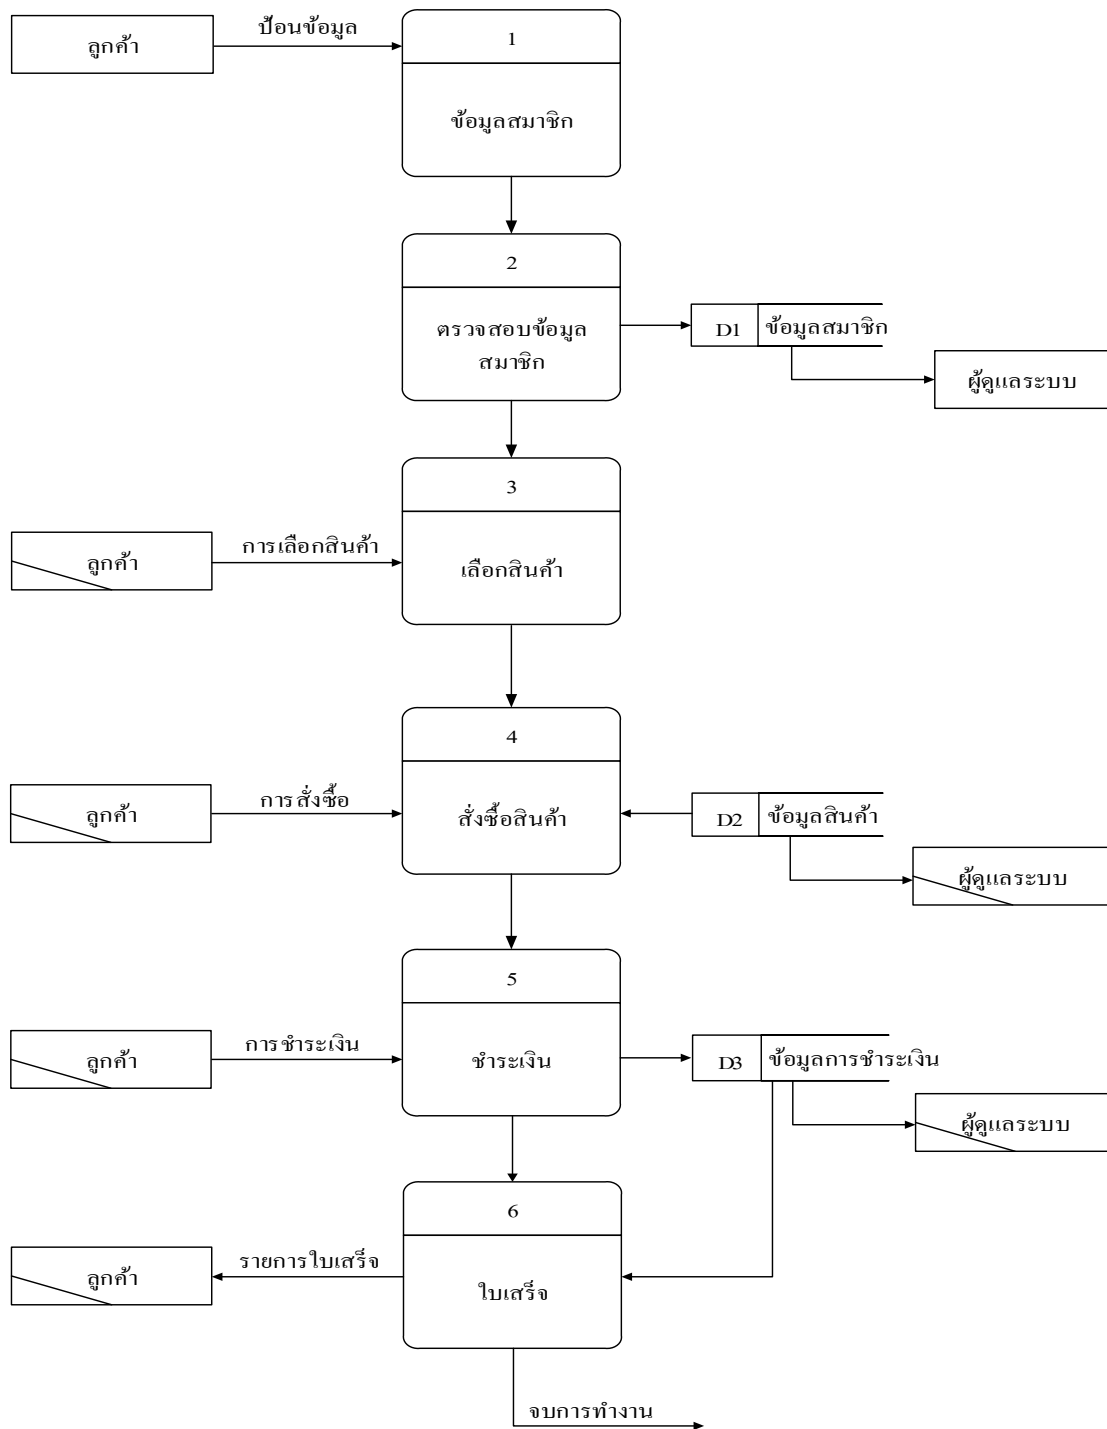 ลูกค้า
ป้อนข้อมูล
1
ข้อมูลสมาชิก
2
ตรวจสอบข้อมูล
สมาชิก
D1
ข้อมูลสมาชิก
ผู้ดูแลระบบ
3
ลูกค้า
การเลือกสินค้า
เลือกสินค้า
4
ลูกค้า
การสั่งซื้อ
สั่งซื้อสินค้า
D2
ข้อมูลสินค้า
ผู้ดูแลระบบ
5
ลูกค้า
การชำระเงิน
ชำระเงิน
D3
ข้อมูลการชำระเงิน
ผู้ดูแลระบบ
6
ลูกค้า
รายการใบเสร็จ
ใบเสร็จ
จบการทำงาน